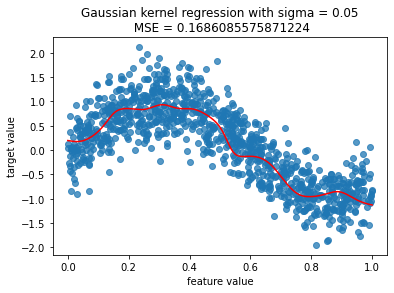 Gaussian kernel regression with sigma = 0.05
MSE = 0.1686085575871224
target value
2.0
1.5
1.0
0.5
0.0
−0.5
−1.0
−1.5
−2.0
0.0 0.2 0.4 0.6 0.8 1.0
feature value